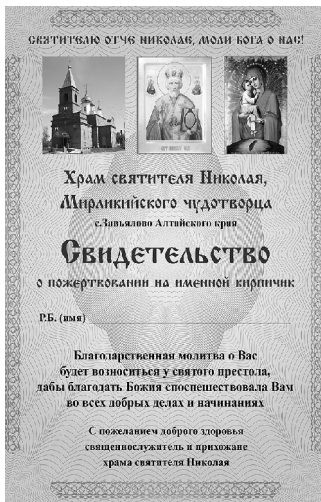 СВЯТИТЕЛЮ ОТЧЕ НИКОЛАЕ, МОЛИ БОГА О НАС!
Храм святителя Николая,
Мирликийского чудотворца
с.Завьялово Алтайского края
Свидетельство
о пожертвовании на именной кирпичик
Р.Б. (имя)
Благодарственная молитва о Вас
будет возноситься у святого престола,
дабы благодать Божия споспешествовала Вам
во всех добрых делах и начинаниях
С пожеланием доброго здоровья
священнослужитель и прихожане
храма святителя Николая